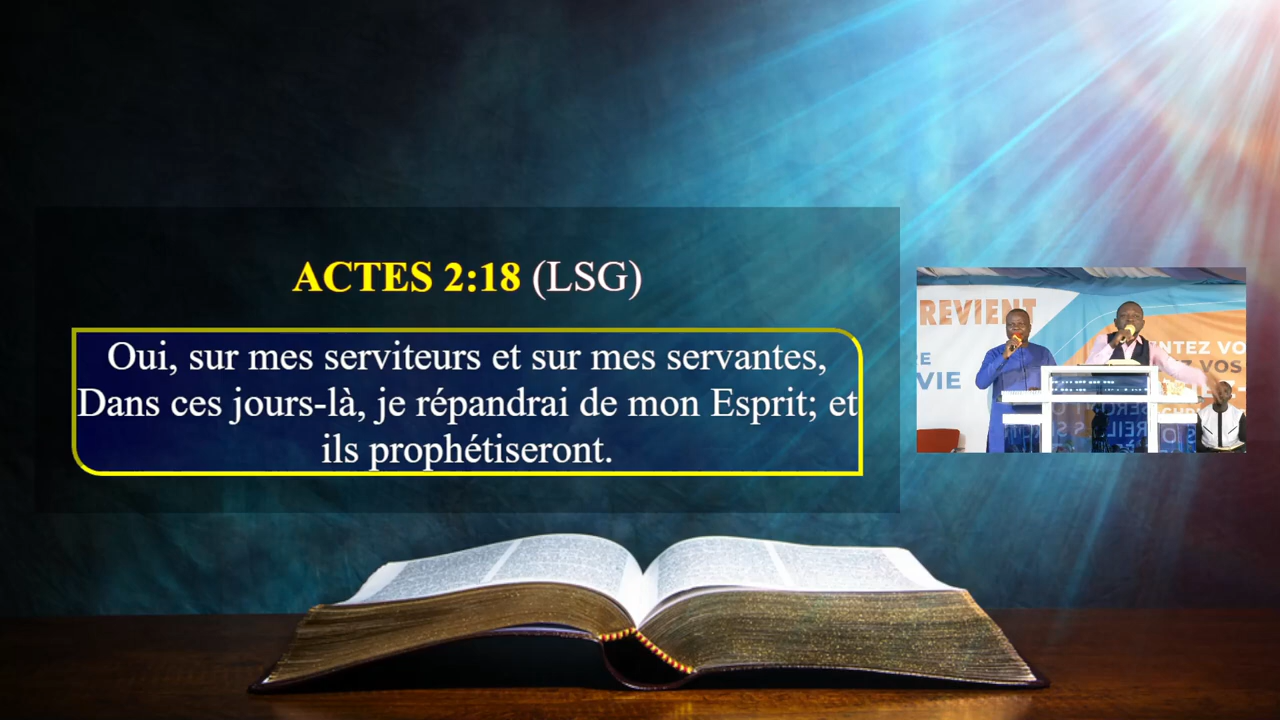 ACTES 2:18 (LSG)
Oui, sur mes serviteurs et sur mes servantes,
Dans ces jours-là, je répandrai de mon Esprit; et
ils prophétiseront.
REVIENT
VIE
VOS